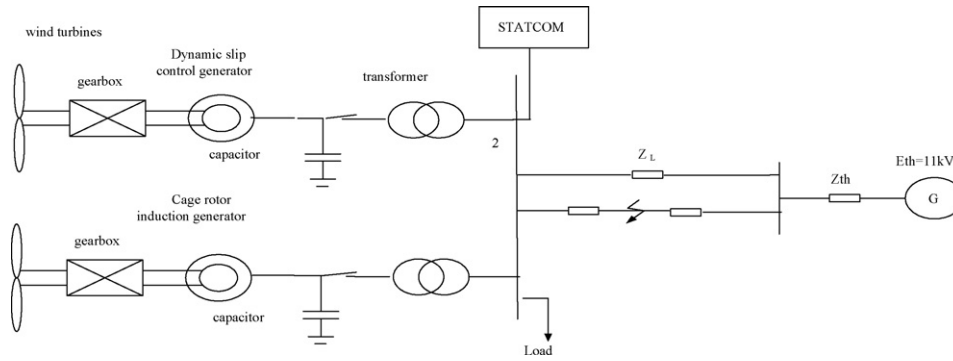 STATCOM
wind turbines
Dynamic slip
control generator
gearbox
transformer
capacitor
2
Z L
Zth
Eth=11kV
G
Cage rotor
induction generator
gearbox
capacitor
Load